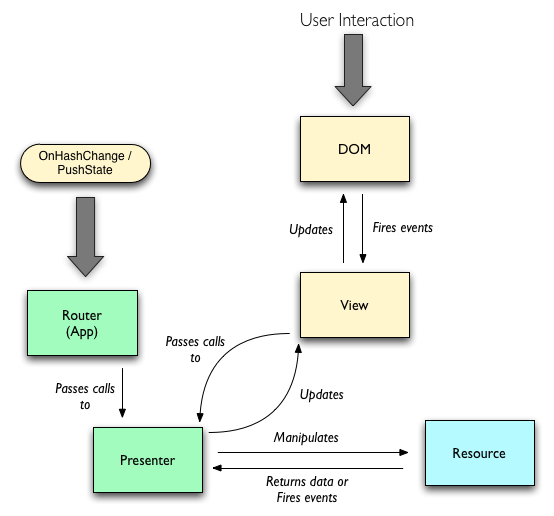 User Interaction
DOM
OnHashChange /
PushState
Updates
Fires events
View
Router
(App)
Passes calls
to
Passes calls
to
Updates
Presenter
Manipulates
Resource
Returns data or
Fires events